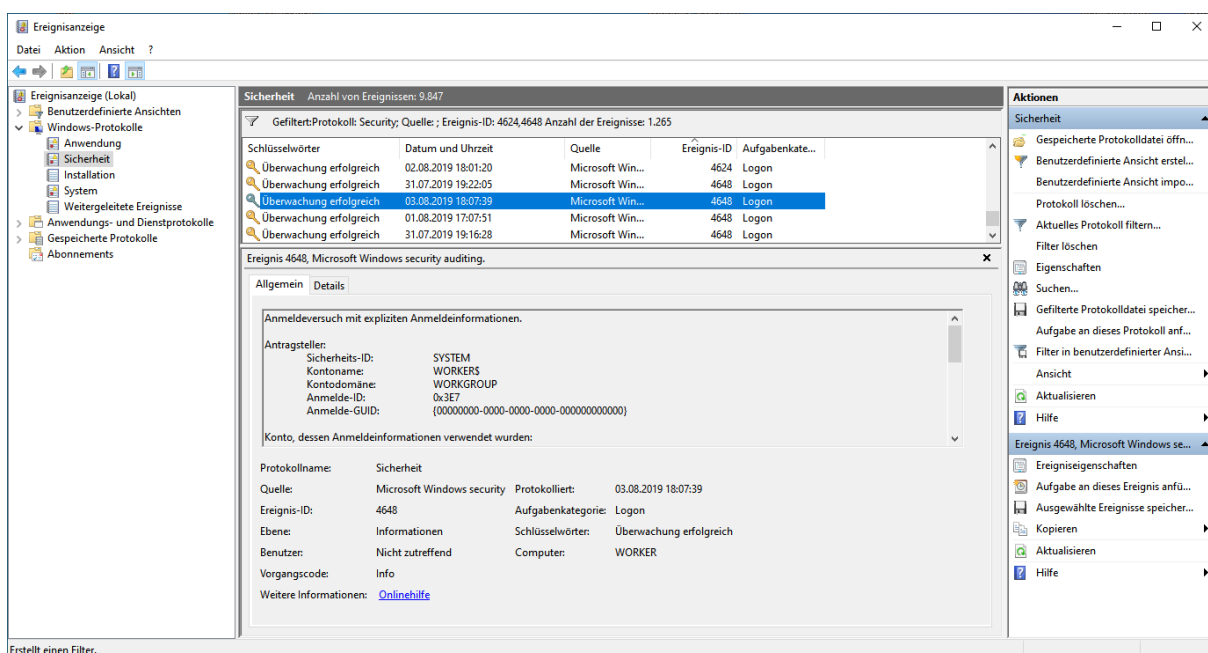 Ereignisanzeige
Datei Aktion Ansicht ?
Ereignisanzeige (Lokal)
Benutzerdefinierte Ansichten
Windows-Protokolle
Anwendung
Sicherheit
Installation
System
Weitergeleitete Ereignisse
Anwendungs- und Dienstprotokolle
Gespeicherte Protokolle
Abonnements
Sicherheit Anzahl von Ereignissen: 9.847
Gefiltert:Protokoll: Security; Quelle: ; Ereignis-ID: 4624,4648 Anzahl der Ereignisse: 1.265
Schlüsselwörter Datum und Uhrzeit Quelle Ereignis-ID Aufgabenkate...
Überwachung erfolgreich 02.08.2019 18:01:20 Microsoft Win... 4624 Logon
Überwachung erfolgreich 31.07.2019 19:22:05 Microsoft Win... 4648 Logon
Überwachung erfolgreich 03.08.2019 18:07:39 Microsoft Win... 4648 Logon
Überwachung erfolgreich 01.08.2019 17:07:51 Microsoft Win... 4648 Logon
Überwachung erfolgreich 31.07.2019 19:16:28 Microsoft Win... 4648 Logon
Ereignis 4648, Microsoft Windows security auditing.
Allgemein Details
Anmeldeversuch mit expliziten Anmeldeinformationen.
Antragsteller:
Sicherheits-ID: SYSTEM
Kontoname: WORKER$
Kontodomäne: WORKGROUP
Anmelde-ID: 0x3E7
Anmelde-GUID: {00000000-0000-0000-0000-000000000000}
Konto, dessen Anmeldeinformationen verwendet wurden:
Protokollname: Sicherheit
Quelle: Microsoft Windows security Protokolliert: 03.08.2019 18:07:39
Ereignis-ID: 4648 Aufgabenkategorie: Logon
Ebene: Informationen Schlüsselwörter: Überwachung erfolgreich
Benutzer: Nicht zutreffend Computer: WORKER
Vorgangscode: Info
Weitere Informationen: Onlinehilfe
Aktionen
Sicherheit
Gespeicherte Protokolldatei öffn...
Benutzerdefinierte Ansicht erstel...
Benutzerdefinierte Ansicht impo...
Protokoll löschen...
Aktuelles Protokoll filtern...
Filter löschen
Eigenschaften
Suchen...
Gefilterte Protokolldatei speicher...
Aufgabe an dieses Protokoll anf...
Filter in benutzerdefinierter Ansi...
Ansicht
Aktualisieren
Hilfe
Ereignis 4648, Microsoft Windows se...
Ereigniseigenschaften
Aufgabe an dieses Ereignis anfü...
Ausgewählte Ereignisse speicher...
Kopieren
Aktualisieren
Hilfe
Erstellt einen Filter.